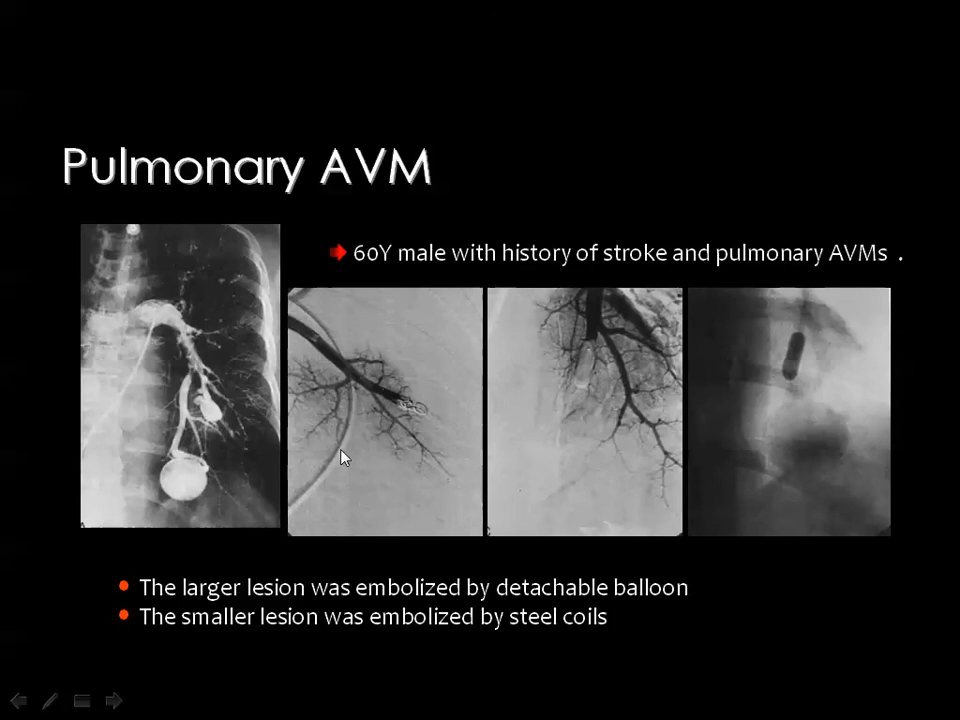 Pulmonary AVM
60Y male with history of stroke and pulmonary AVMs .
The larger lesion was embolized by detachable balloon
The smaller lesion was embolized by steel coils